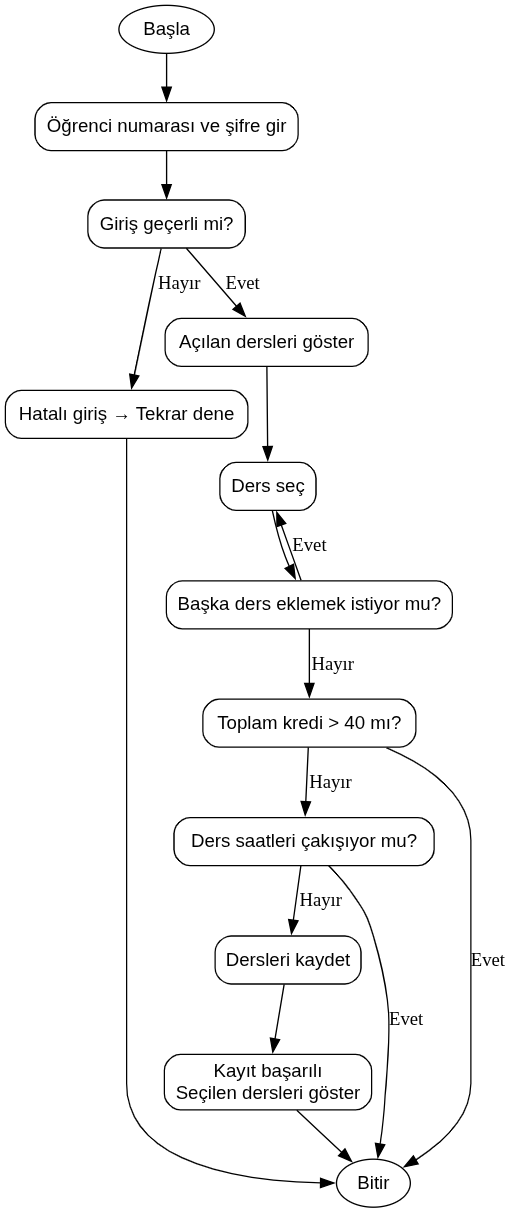 Başla
Öğrenci numarası ve şifre gir
Giriş geçerli mi?
Hayır
Evet
Açılan dersleri göster
Hatalı giriş → Tekrar dene
Ders seç
Evet
Başka ders eklemek istiyor mu?
Hayır
Toplam kredi > 40 mı?
Hayır
Ders saatleri çakışıyor mu?
Hayır
Dersleri kaydet
Evet
Evet
Kayıt başarılı
Seçilen dersleri göster
Bitir